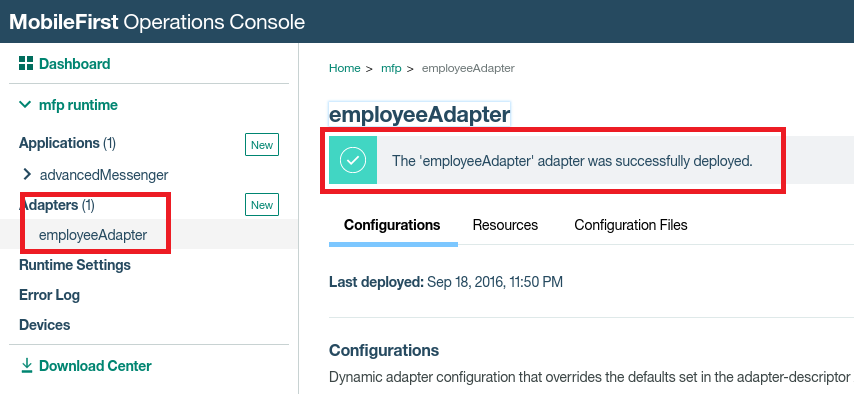 MobileFirst Operations Console
Dashboard
mfp runtime
Applications (1) New
advancedMessenger
Adapters (1) New
employeeAdapter
Runtime Settings
Error Log
Devices
Download Center
Home > mfp > employeeAdapter
employeeAdapter
The 'employeeAdapter' adapter was successfully deployed.
Configurations Resources Configuration Files
Last deployed: Sep 18, 2016, 11:50 PM
Configurations
Dynamic adapter configuration that overrides the defaults set in the adapter-descriptor